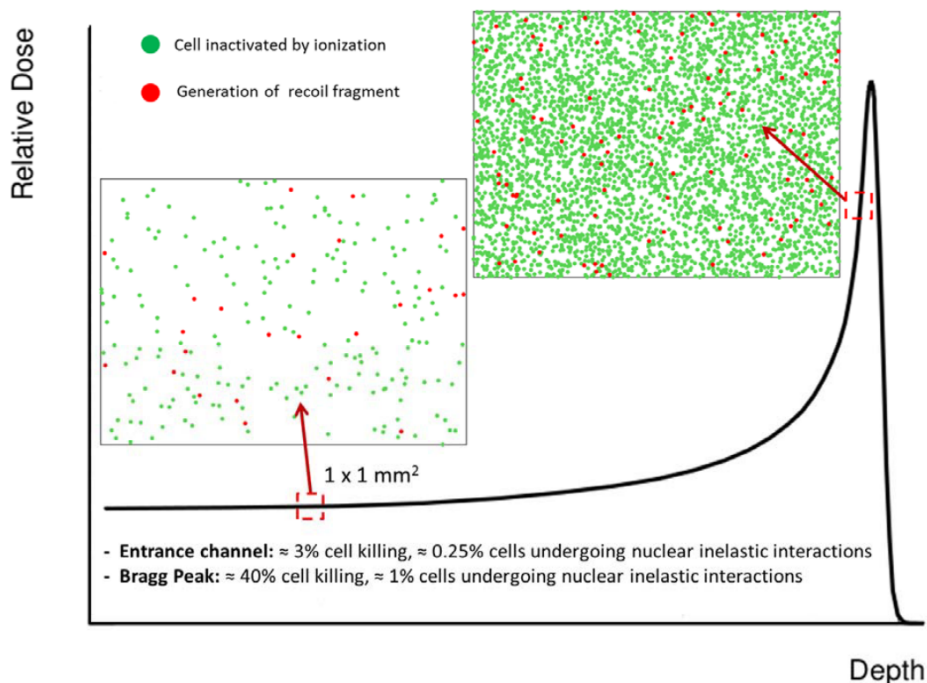 Relative Dose
Cell inactivated by ionization
Generation of recoil fragment
1 x 1 mm²
- Entrance channel: ≈ 3% cell killing, ≈ 0.25% cells undergoing nuclear inelastic interactions
- Bragg Peak: ≈ 40% cell killing, ≈ 1% cells undergoing nuclear inelastic interactions
Depth